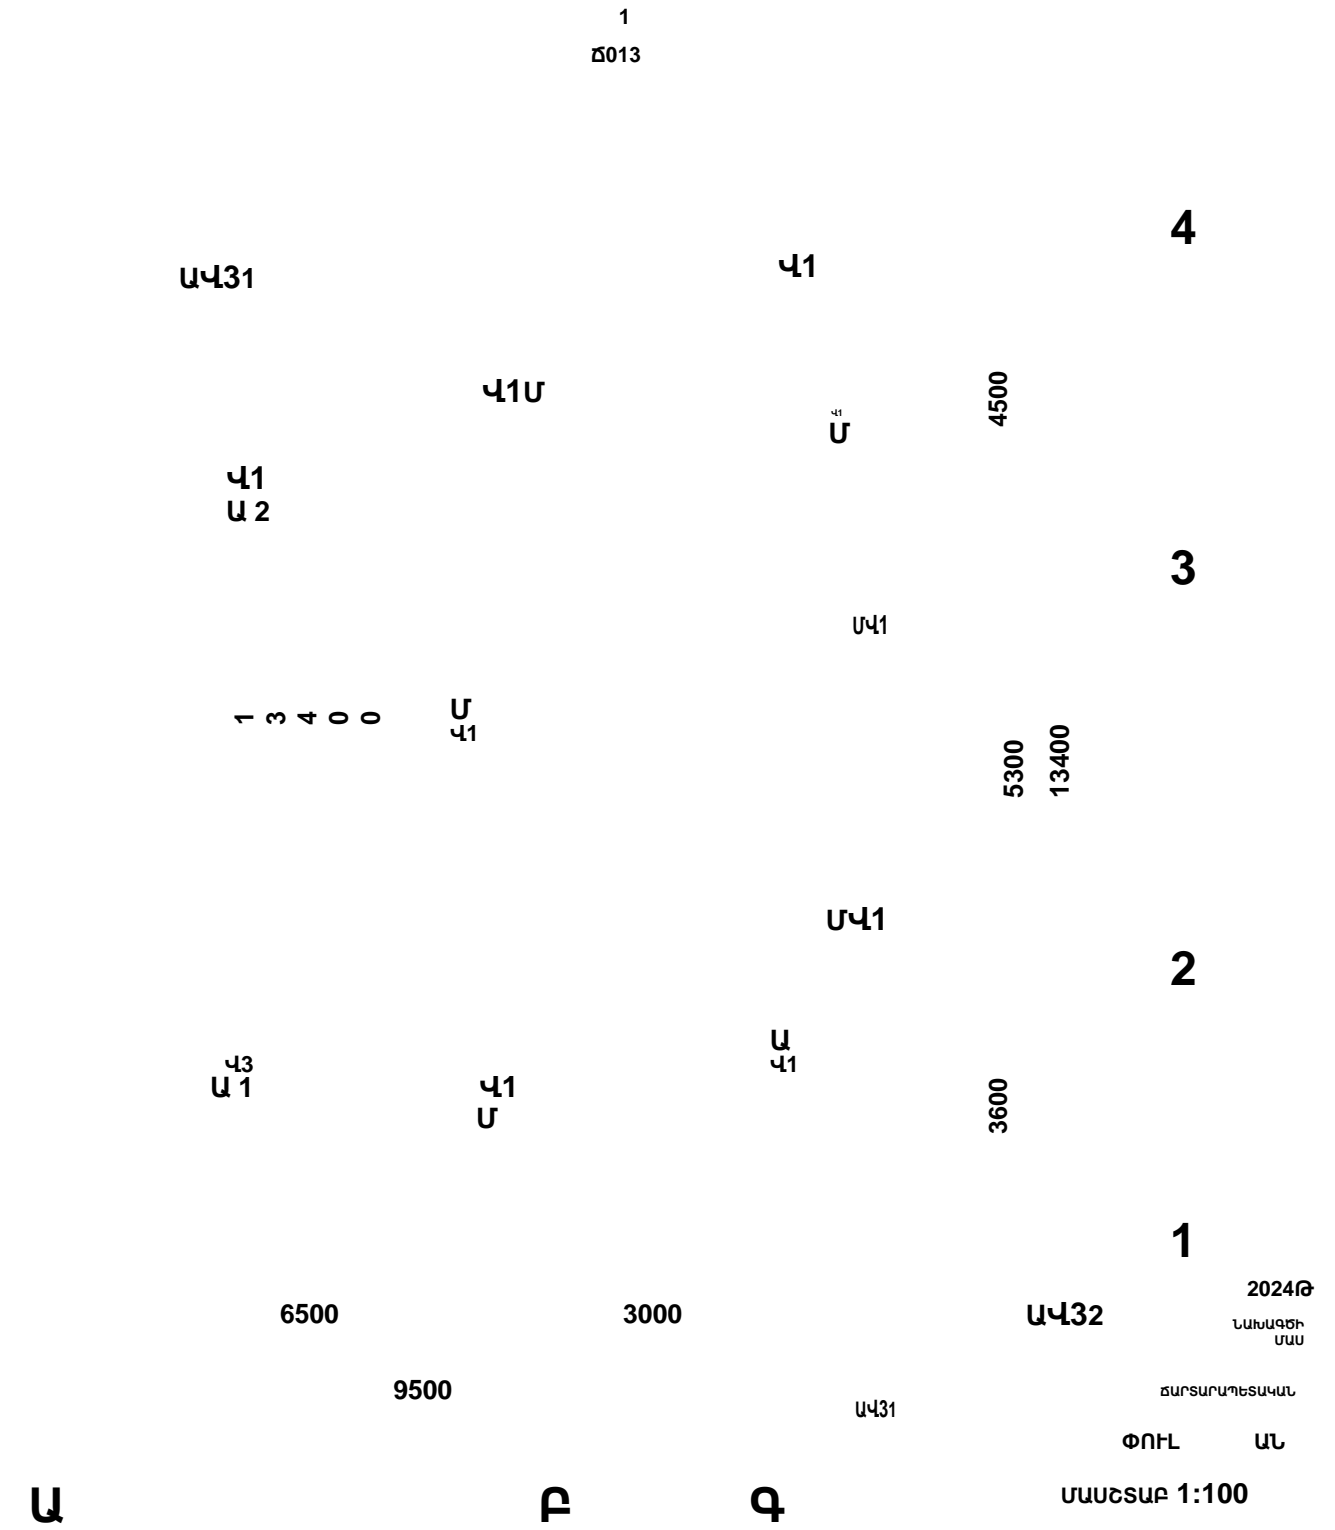 1
Ճ013
4
ԱՎ31
Վ1
Վ1Մ
4500
Վ1
Մ
Վ1
Ա 2
3
ՄՎ1
1 3 4 0 0
Մ
Վ1
5300
13400
ՄՎ1
2
Ա
Վ1
Վ3
Ա 1
Վ1
Մ
3600
1
2024Թ
6500
3000
ԱՎ32
ՆԱԽԱԳԾԻ
ՄԱՍ
9500
ՃԱՐՏԱՐԱՊԵՏԱԿԱՆ
ԱՎ31
ՓՈՒԼ ԱՆ
ՄԱՍՇՏԱԲ 1:100
Ա Բ Գ